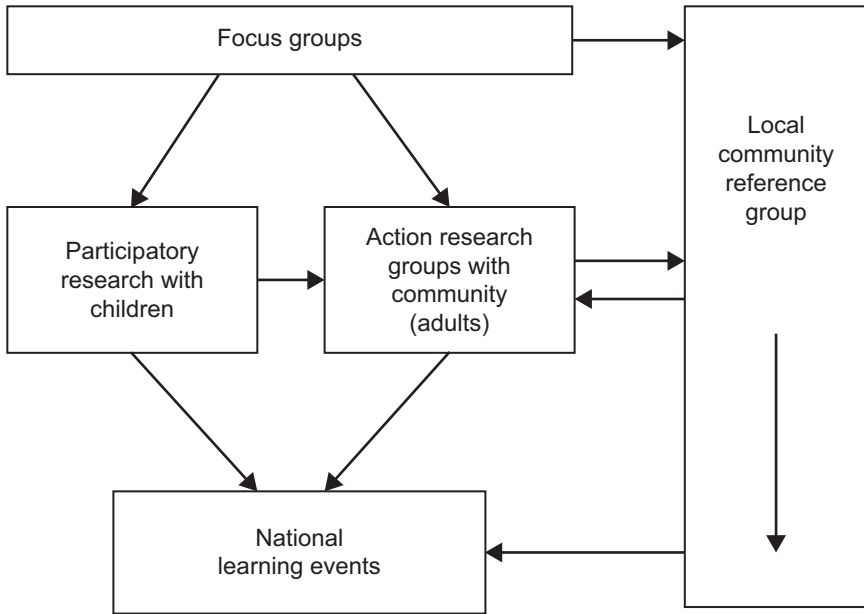 Focus groups
Local
community
reference
group
Participatory
research with
children
Action research
groups with
community
(adults)
National
learning events